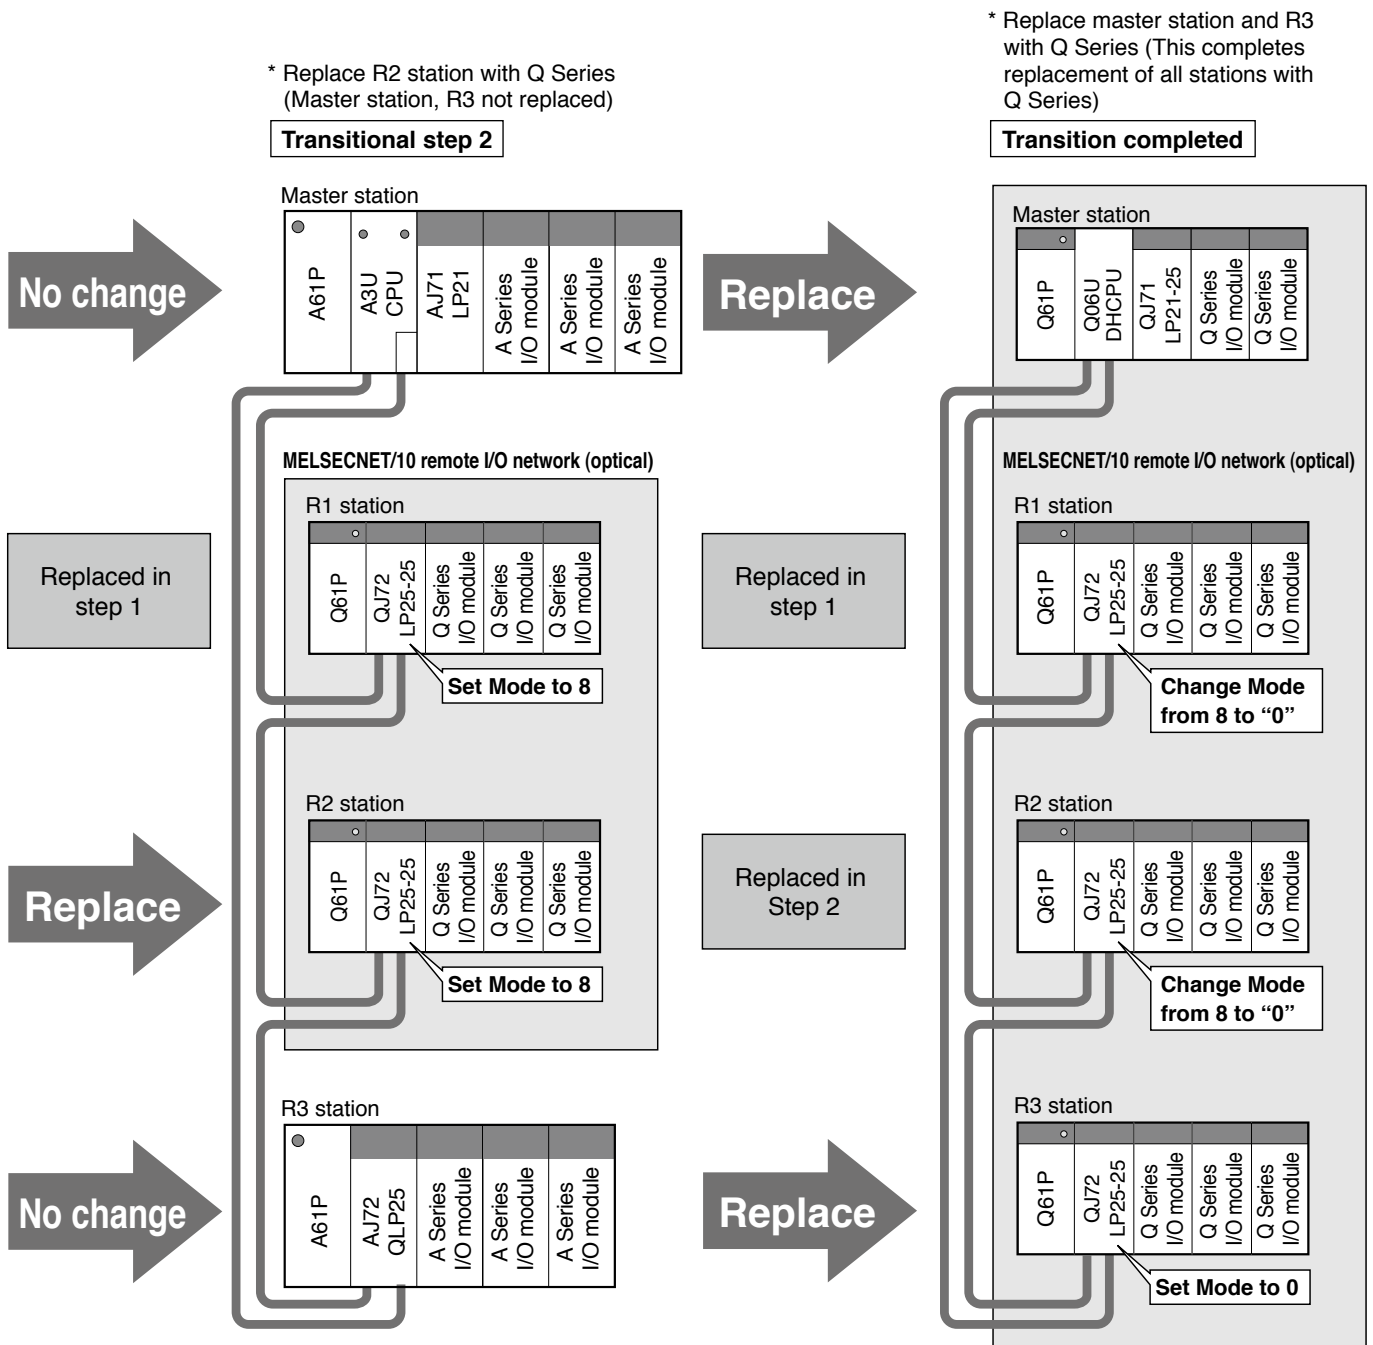 * Replace R2 station with Q Series
(Master station, R3 not replaced)
Transitional step 2
* Replace master station and R3
with Q Series (This completes
replacement of all stations with
Q Series)
Transition completed
No change
Master station
A61P
A3U
CPU
AJ71
LP21
A Series
I/O module
A Series
I/O module
A Series
I/O module
Replace
Master station
Q61P
Q06U
DHCPU
QJ71
LP21-25
Q Series
I/O module
Q Series
I/O module
MELSECNET/10 remote I/O network (optical)
MELSECNET/10 remote I/O network (optical)
Replaced in
step 1
R1 station
Q61P
QJ72
LP25-25
Q Series
I/O module
Q Series
I/O module
Q Series
I/O module
Set Mode to 8
Replaced in
step 1
R1 station
Q61P
QJ72
LP25-25
Q Series
I/O module
Q Series
I/O module
Q Series
I/O module
Change Mode
from 8 to “0”
Replace
R2 station
Q61P
QJ72
LP25-25
Q Series
I/O module
Q Series
I/O module
Q Series
I/O module
Set Mode to 8
Replaced in
Step 2
R2 station
Q61P
QJ72
LP25-25
Q Series
I/O module
Q Series
I/O module
Q Series
I/O module
Change Mode
from 8 to “0”
No change
R3 station
A61P
AJ72
QLP25
A Series
I/O module
A Series
I/O module
A Series
I/O module
Replace
R3 station
Q61P
QJ72
LP25-25
Q Series
I/O module
Q Series
I/O module
Q Series
I/O module
Set Mode to 0